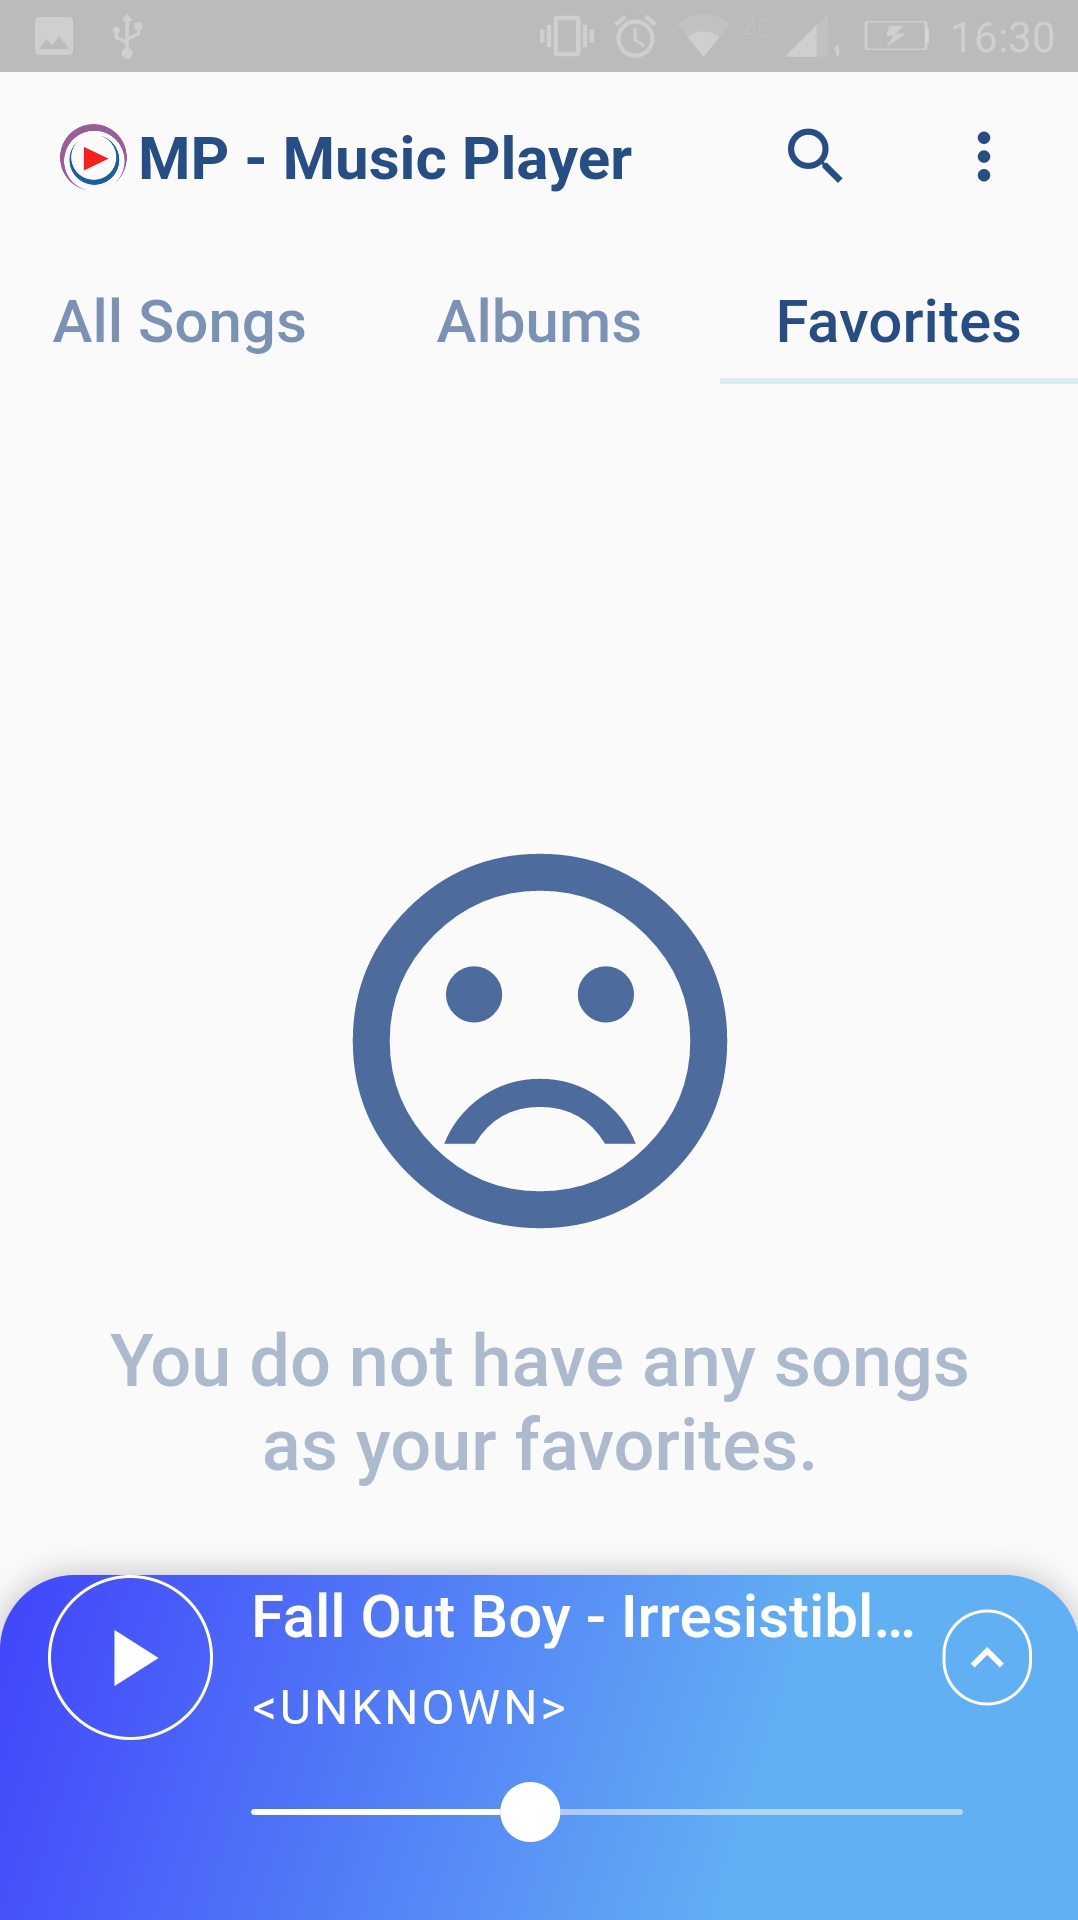 4G 1 16:30
MP - Music Player
All Songs Albums Favorites
You do not have any songs
as your favorites.
Fall Out Boy - Irresistibl...
<UNKNOWN>